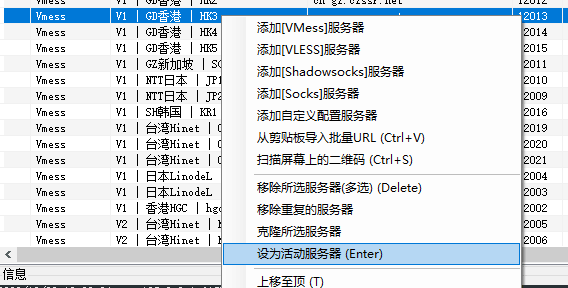 Vmess V1 | GD香港 | HK2 cn gz.czssr.net 12012
Vmess V1 | GD香港 | HK3 12013
Vmess V1 | GD香港 | HK4 12014
Vmess V1 | GD香港 | HK5 12015
Vmess V1 | GZ新加坡 | SG 2011
Vmess V1 | NTT日本 | JP1 2010
Vmess V1 | NTT日本 | JP2 2009
Vmess V1 | SH韩国 | KR1 2016
Vmess V1 | 台湾Hinet | 2019
Vmess V1 | 台湾Hinet | 2020
Vmess V1 | 台湾Hinet | 2021
Vmess V1 | 日本LinodeL 2004
Vmess V1 | 日本LinodeL 2003
Vmess V1 | 香港HGC | hgc 2002
Vmess V2 | 台湾Hinet | 2005
Vmess V2 | 台湾Hinet | 2006
添加[VMess]服务器
添加[VLESS]服务器
添加[Shadowsocks]服务器
添加[Socks]服务器
添加自定义配置服务器
从剪贴板导入批量URL (Ctrl+V)
扫描屏幕上的二维码 (Ctrl+S)
移除所选服务器(多选) (Delete)
移除重复的服务器
克隆所选服务器
设为活动服务器 (Enter)
上移至顶 (T)
信息